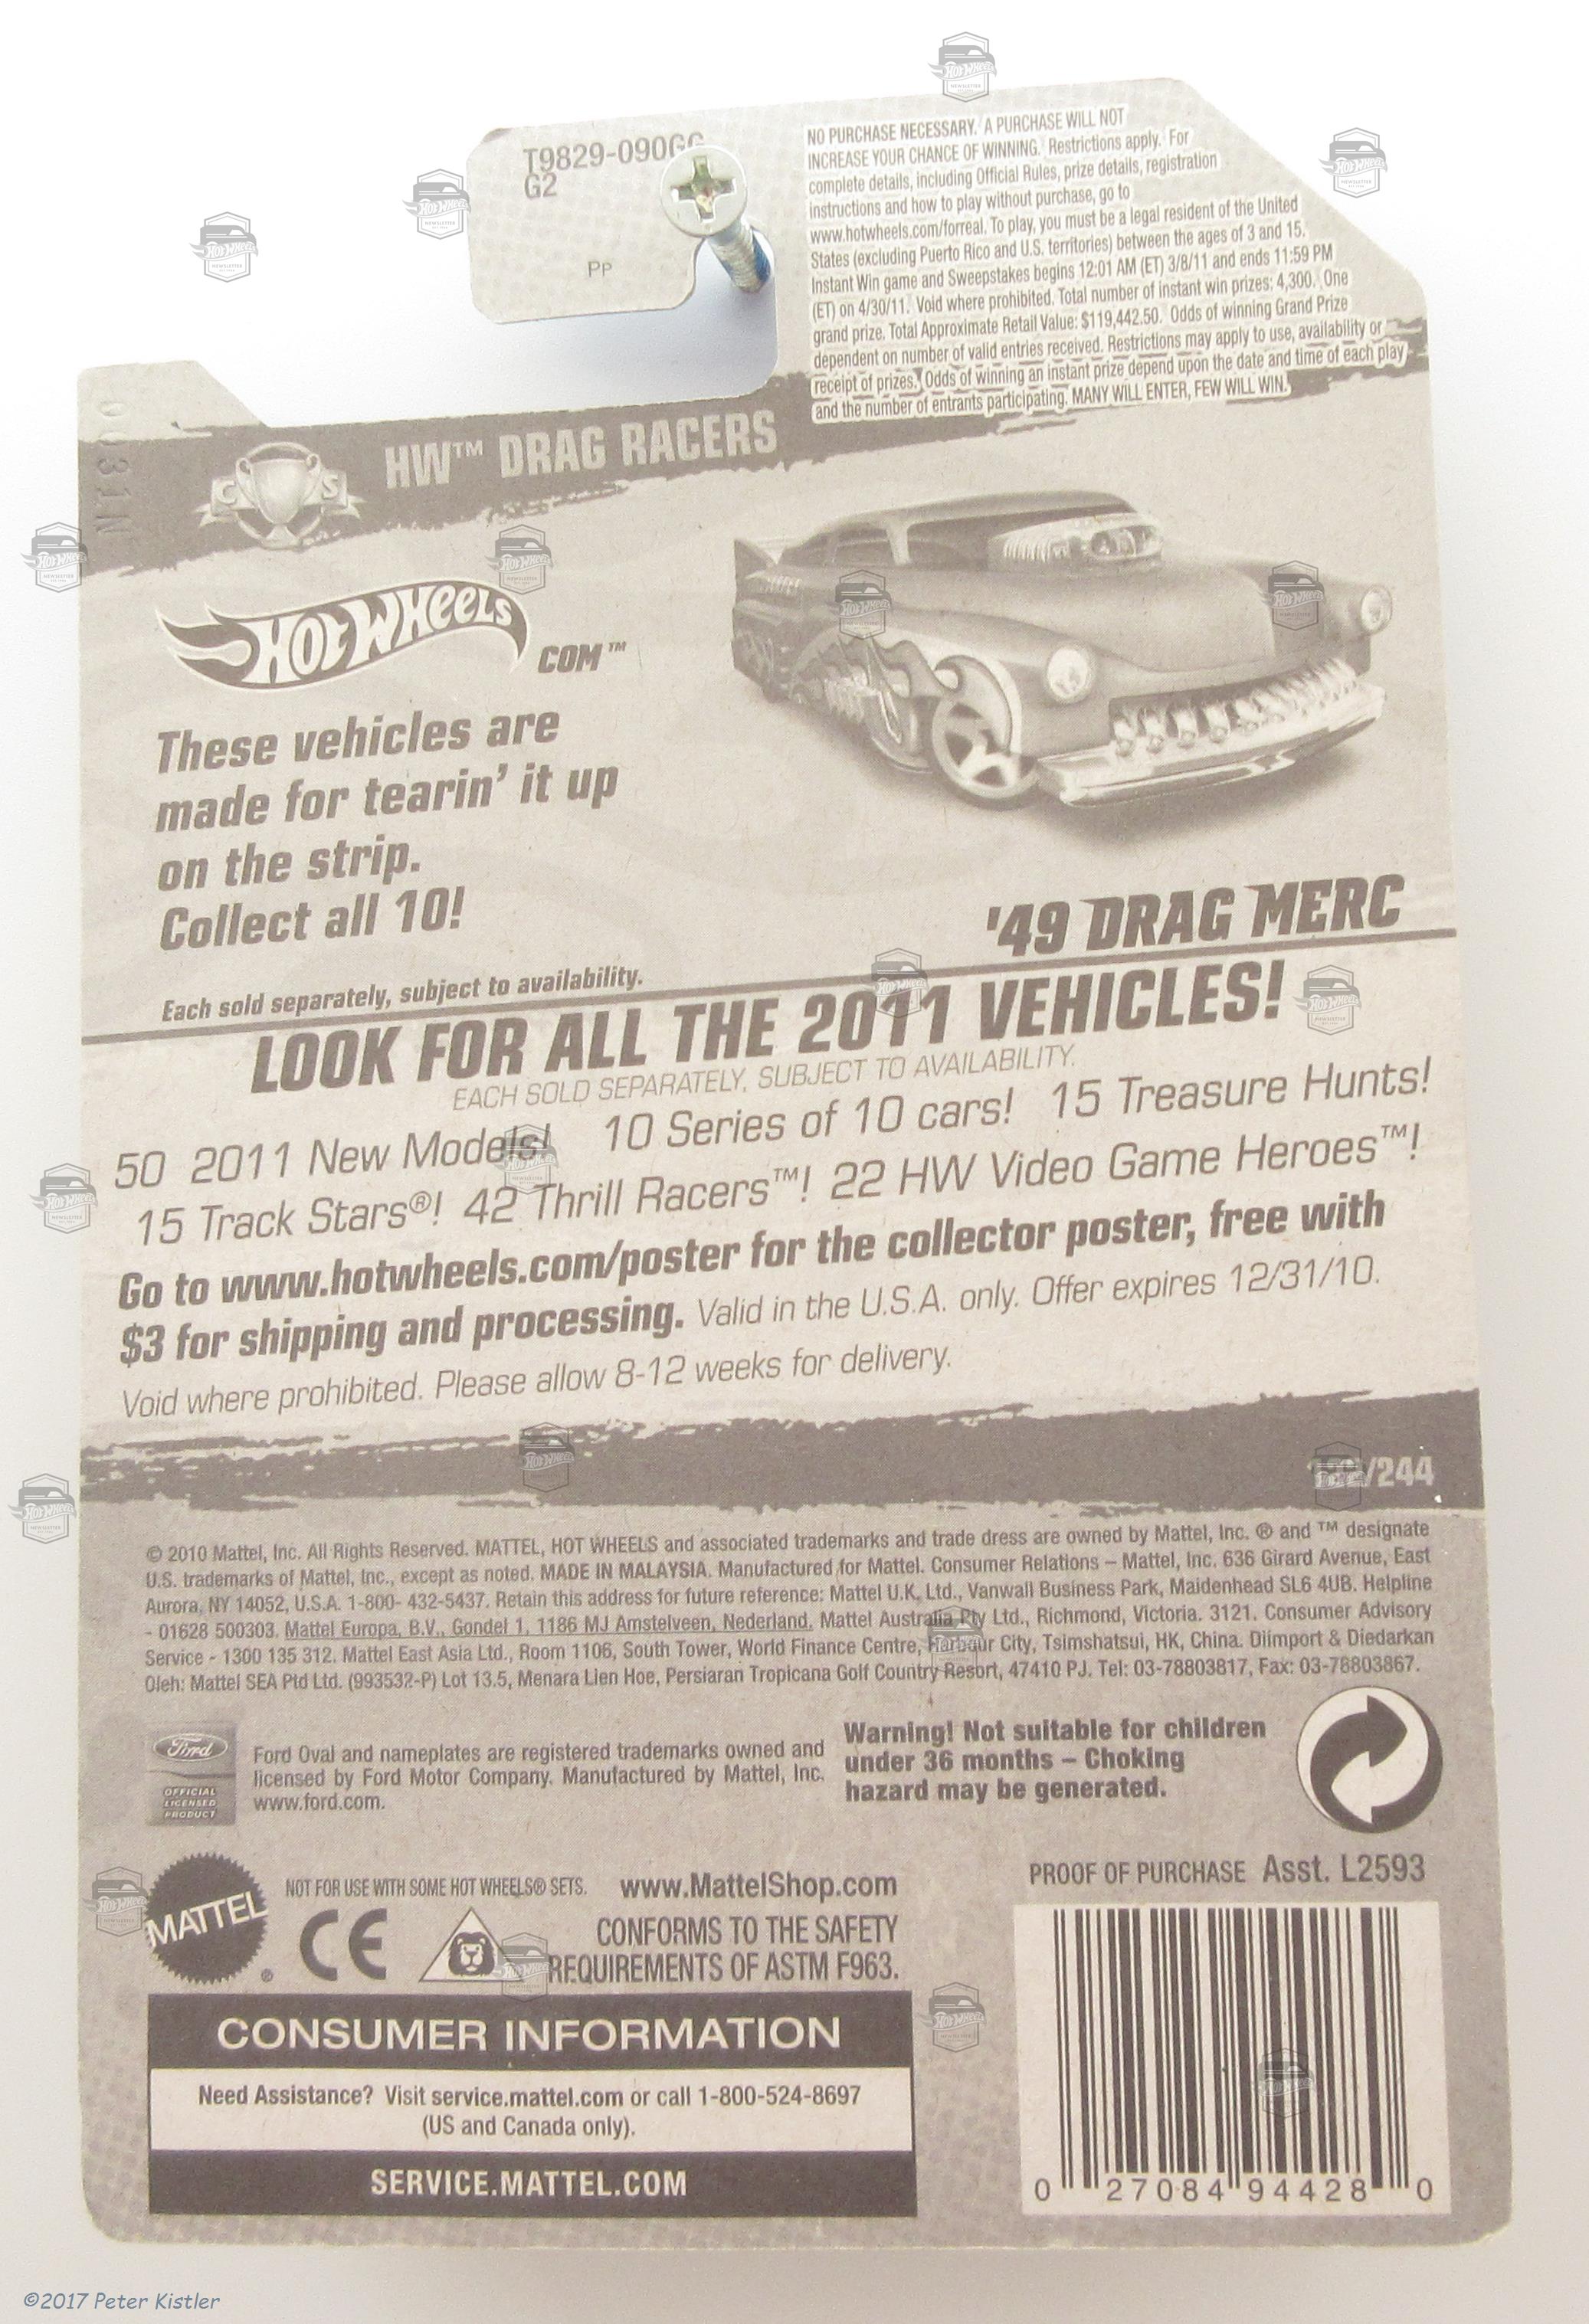 T9829-090G
G2
Pp
NO PURCHASE NECESSARY. A PURCHASE WILL NOT
INCREASE YOUR CHANCE OF WINNING. Restrictions apply. For
complete details, including Official Rules, prize details, registration
instructions and how to play without purchase, go to
www.hotwheels.com/forreal. To play, you must be a legal resident of the United
States (excluding Puerto Rico and U.S. territories) between the ages of 3 and 15.
Instant Win game and Sweepstakes begins 12:01 AM (ET) 3/8/11 and ends 11:59 PM
(ET) on 4/30/11. Void where prohibited. Total number of instant win prizes: 4,300. One
grand prize. Total Approximate Retail Value: $119,442.50. Odds of winning Grand Prize
dependent on number of valid entries received. Restrictions may apply to use, availability or
receipt of prizes. Odds of winning an instant prize depend upon the date and time of each play
and the number of entrants participating. MANY WILL ENTER, FEW WILL WIN.
31N
C S
HW™ DRAG RACERS
HOT WHEELS
COM™
These vehicles are
made for tearin' it up
on the strip.
Collect all 10!
'49 DRAG MERC
Each sold separately, subject to availability.
LOOK FOR ALL THE 2011 VEHICLES!
EACH SOLD SEPARATELY, SUBJECT TO AVAILABILITY.
50 2011 New Models! 10 Series of 10 cars! 15 Treasure Hunts!
15 Track Stars®! 42 Thrill Racers™! 22 HW Video Game Heroes™!
Go to www.hotwheels.com/poster for the collector poster, free with
$3 for shipping and processing. Valid in the U.S.A. only. Offer expires 12/31/10.
Void where prohibited. Please allow 8-12 weeks for delivery.
/244
© 2010 Mattel, Inc. All Rights Reserved. MATTEL, HOT WHEELS and associated trademarks and trade dress are owned by Mattel, Inc. ® and ™ designate
U.S. trademarks of Mattel, Inc., except as noted. MADE IN MALAYSIA. Manufactured for Mattel. Consumer Relations – Mattel, Inc. 636 Girard Avenue, East
Aurora, NY 14052, U.S.A. 1-800- 432-5437. Retain this address for future reference: Mattel U.K. Ltd., Vanwall Business Park, Maidenhead SL6 4UB. Helpline
- 01628 500303. Mattel Europa, B.V., Gondel 1, 1186 MJ Amstelveen, Nederland. Mattel Australia Pty Ltd., Richmond, Victoria. 3121. Consumer Advisory
Service - 1300 135 312. Mattel East Asia Ltd., Room 1106, South Tower, World Finance Centre, Harbour City, Tsimshatsui, HK, China. Diimport & Diedarkan
Oleh: Mattel SEA Ptd Ltd. (993532-P) Lot 13.5, Menara Lien Hoe, Persiaran Tropicana Golf Country Resort, 47410 PJ. Tel: 03-78803817, Fax: 03-78803867.
Ford
OFFICIAL
LICENSED
PRODUCT
Ford Oval and nameplates are registered trademarks owned and
licensed by Ford Motor Company. Manufactured by Mattel, Inc.
www.ford.com.
Warning! Not suitable for children
under 36 months – Choking
hazard may be generated.
MATTEL ®
NOT FOR USE WITH SOME HOT WHEELS® SETS. www.MattelShop.com
CE
CONFORMS TO THE SAFETY
REQUIREMENTS OF ASTM F963.
PROOF OF PURCHASE Asst. L2593
CONSUMER INFORMATION
Need Assistance? Visit service.mattel.com or call 1-800-524-8697
(US and Canada only).
SERVICE.MATTEL.COM
0 27084 94428 0
©2017 Peter Kistler